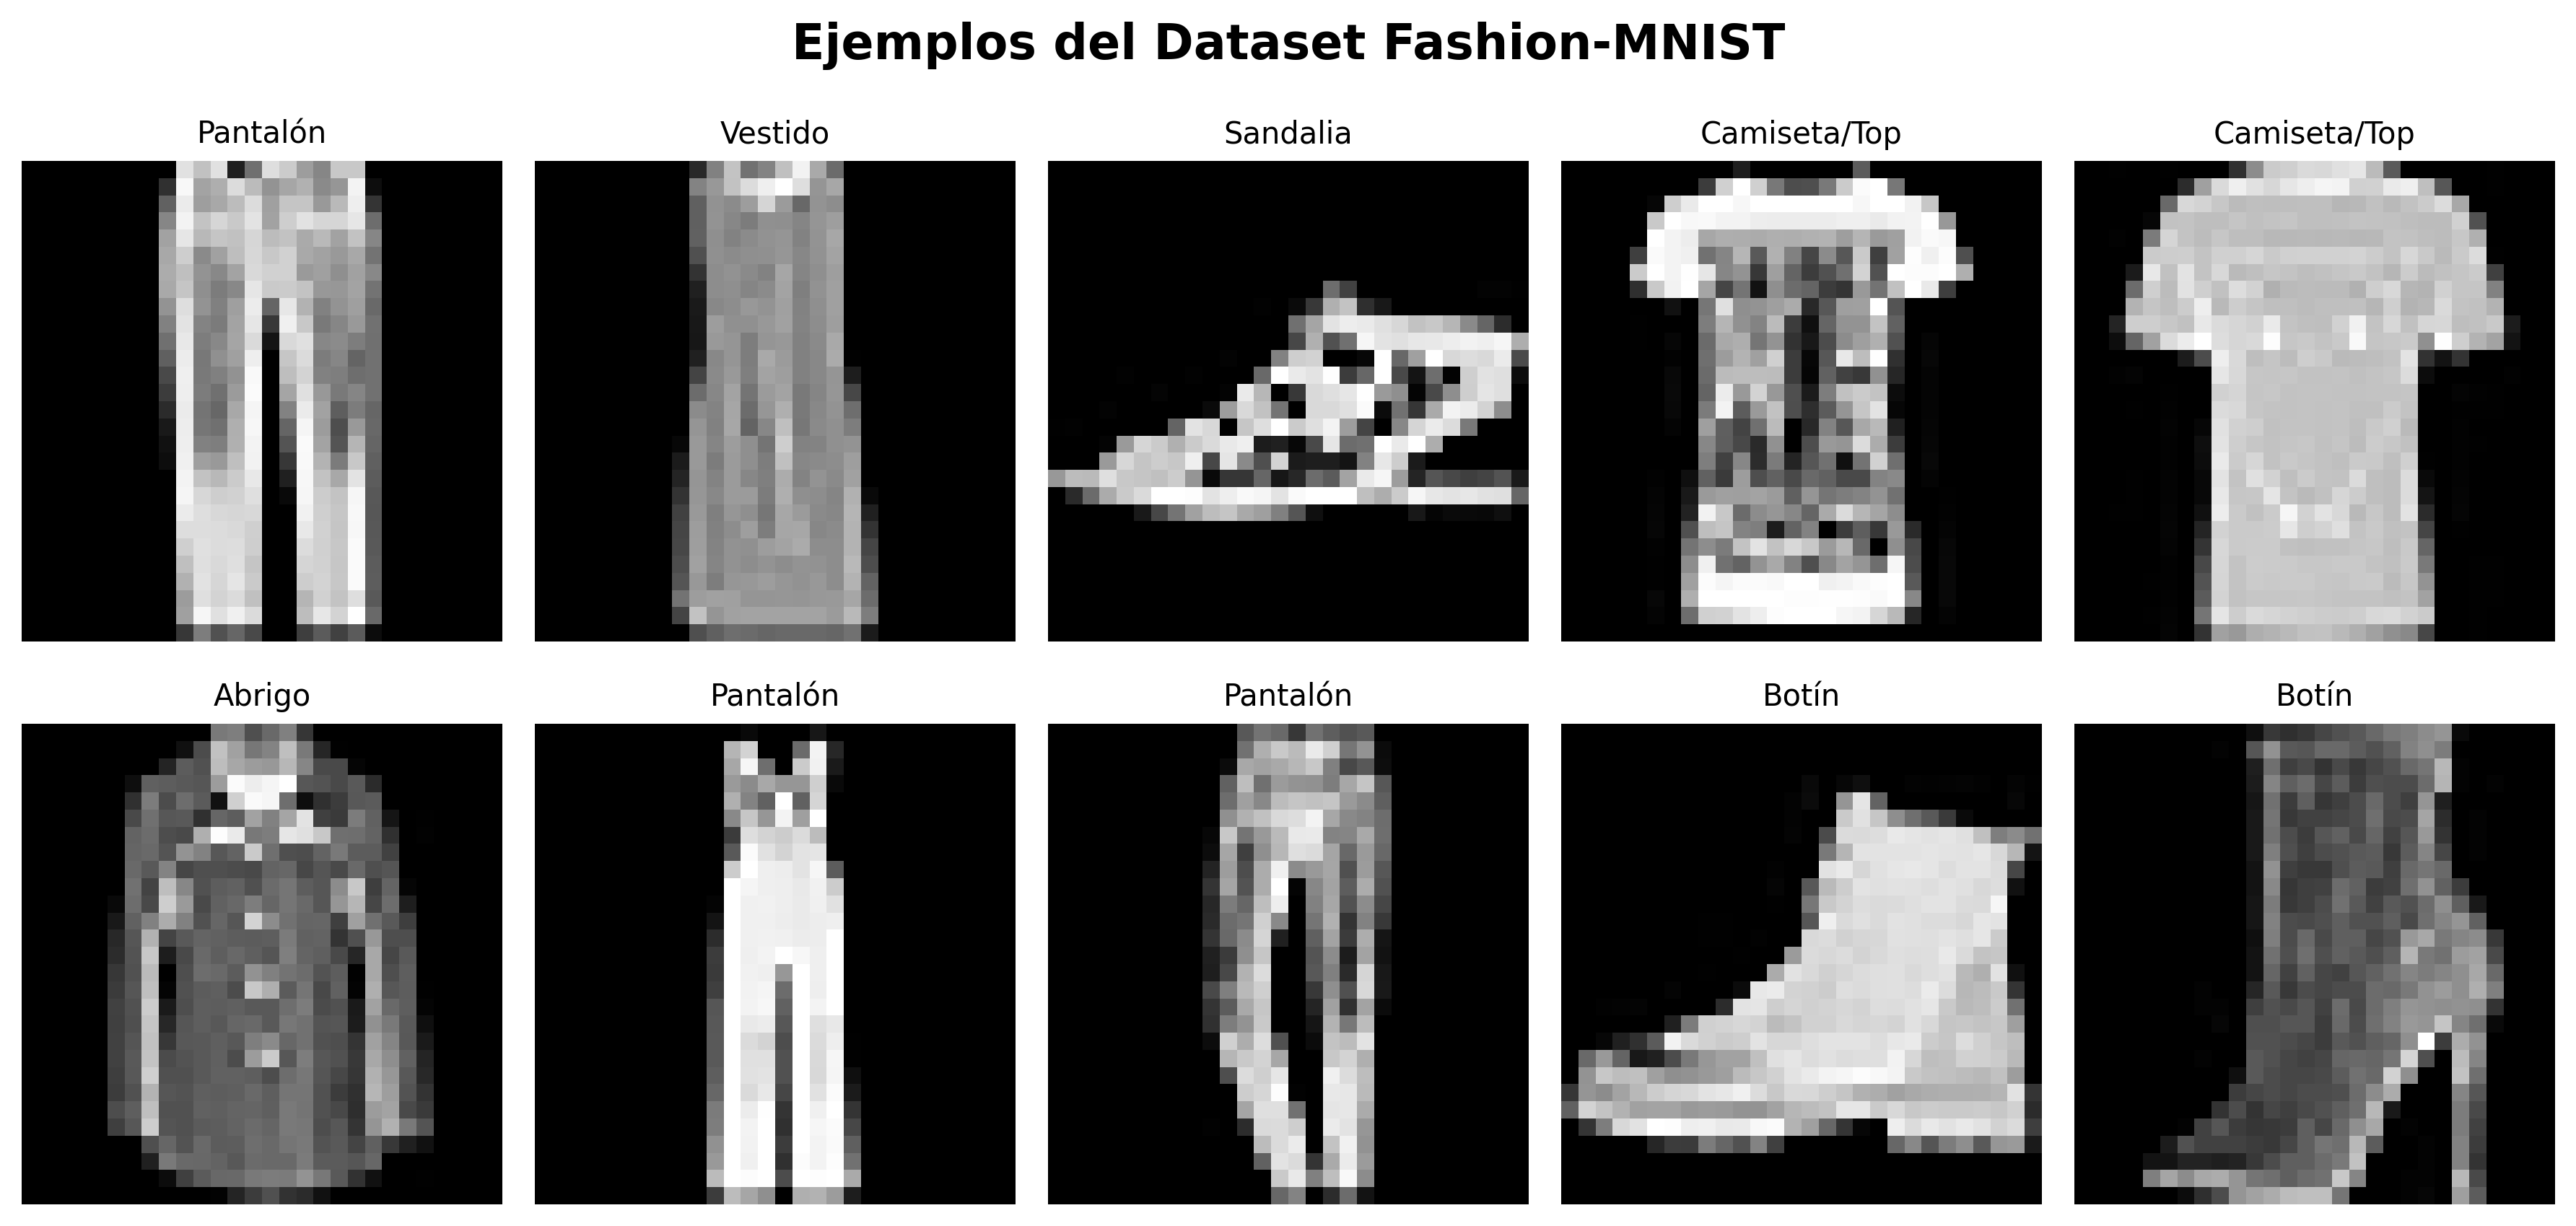 Ejemplos del Dataset Fashion-MNIST
Pantalón
Vestido
Sandalia
Camiseta/Top
Camiseta/Top
Abrigo
Pantalón
Pantalón
Botín
Botín